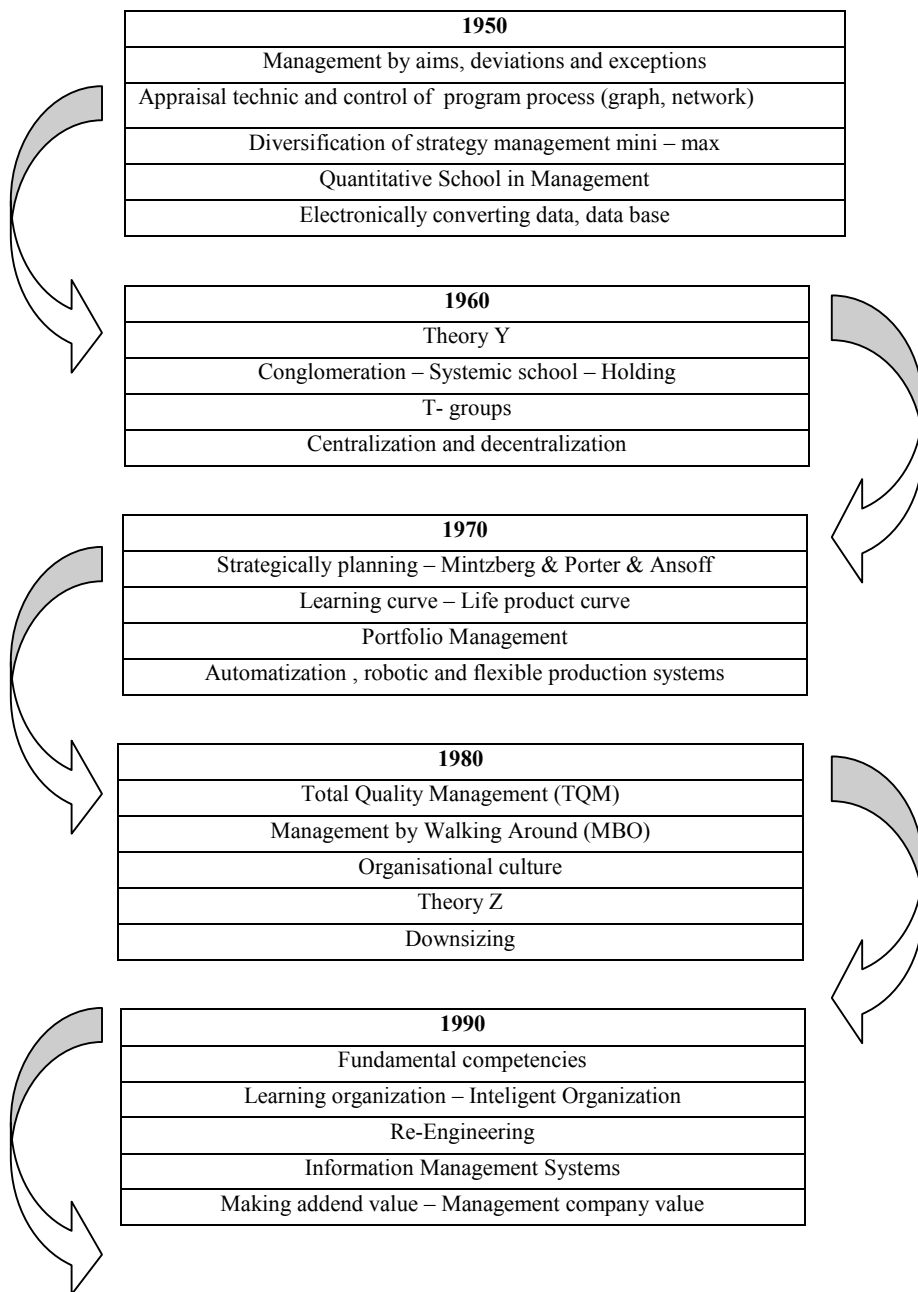 1950
Management by aims, deviations and exceptions
Appraisal technic and control of program process (graph, network)
Diversification of strategy management mini – max
Quantitative School in Management
Electronically converting data, data base
1960
Theory Y
Conglomeration – Systemic school – Holding
T- groups
Centralization and decentralization
1970
Strategically planning – Mintzberg & Porter & Ansoff
Learning curve – Life product curve
Portfolio Management
Automatization , robotic and flexible production systems
1980
Total Quality Management (TQM)
Management by Walking Around (MBO)
Organisational culture
Theory Z
Downsizing
1990
Fundamental competencies
Learning organization – Inteligent Organization
Re-Engineering
Information Management Systems
Making addend value – Management company value